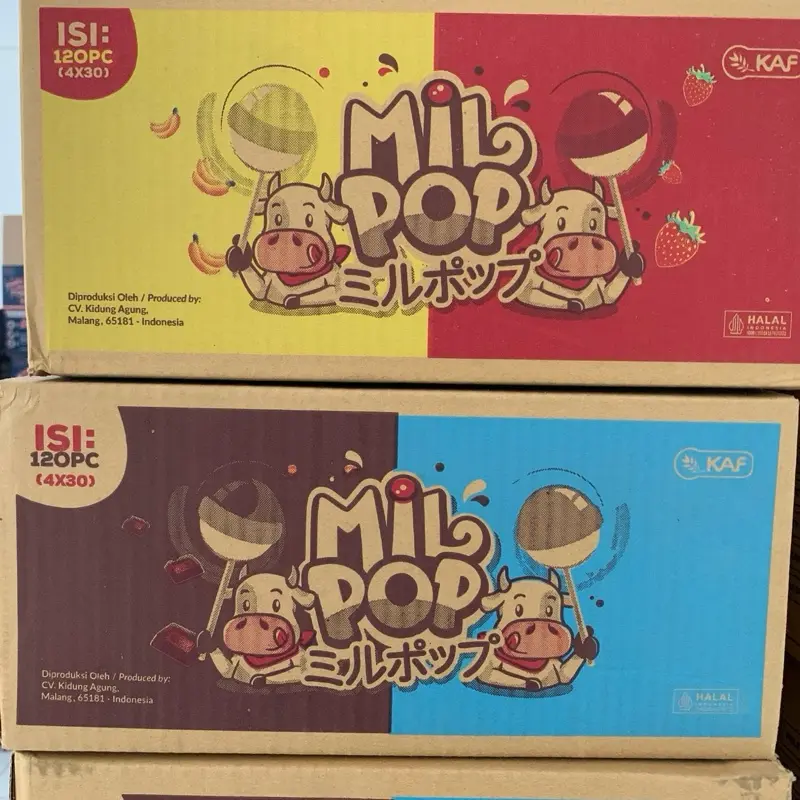 ISI:
120PC
(4X30)
KAF
MiL
POP
ミルポップ
Diproduksi Oleh / Produced by:
CV. Kidung Agung,
Malang, 65181 - Indonesia
HALAL
INDONESIA
ISI:
120PC
(4X30)
KAF
MiL
POP
ミルポップ
Diproduksi Oleh / Produced by:
CV. Kidung Agung,
Malang, 65181 - Indonesia
HALAL
INDONESIA